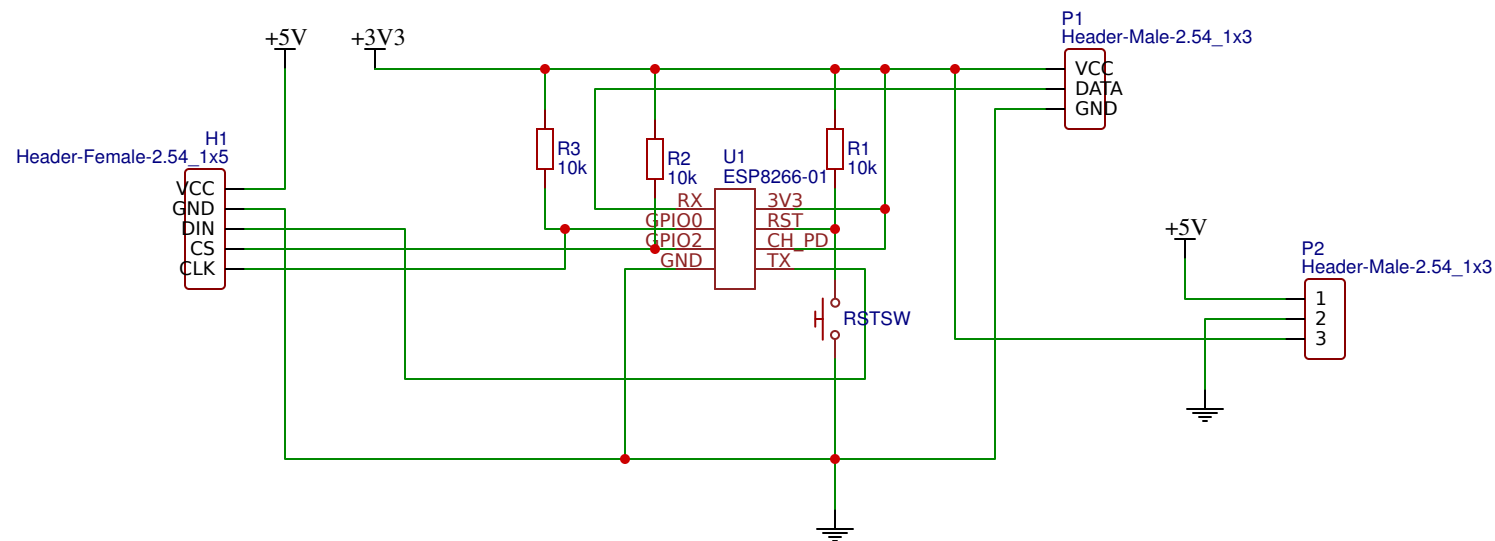 +5V
+3V3
P1
Header-Male-2.54_1x3
VCC
DATA
GND
H1
Header-Female-2.54_1x5
VCC
GND
DIN
CS
CLK
R3
10k
R2
10k
R1
10k
U1
ESP8266-01
RX
GPIO0
GPIO2
GND
3V3
RST
CH_PD
TX
RSTSW
+5V
P2
Header-Male-2.54_1x3
1
2
3